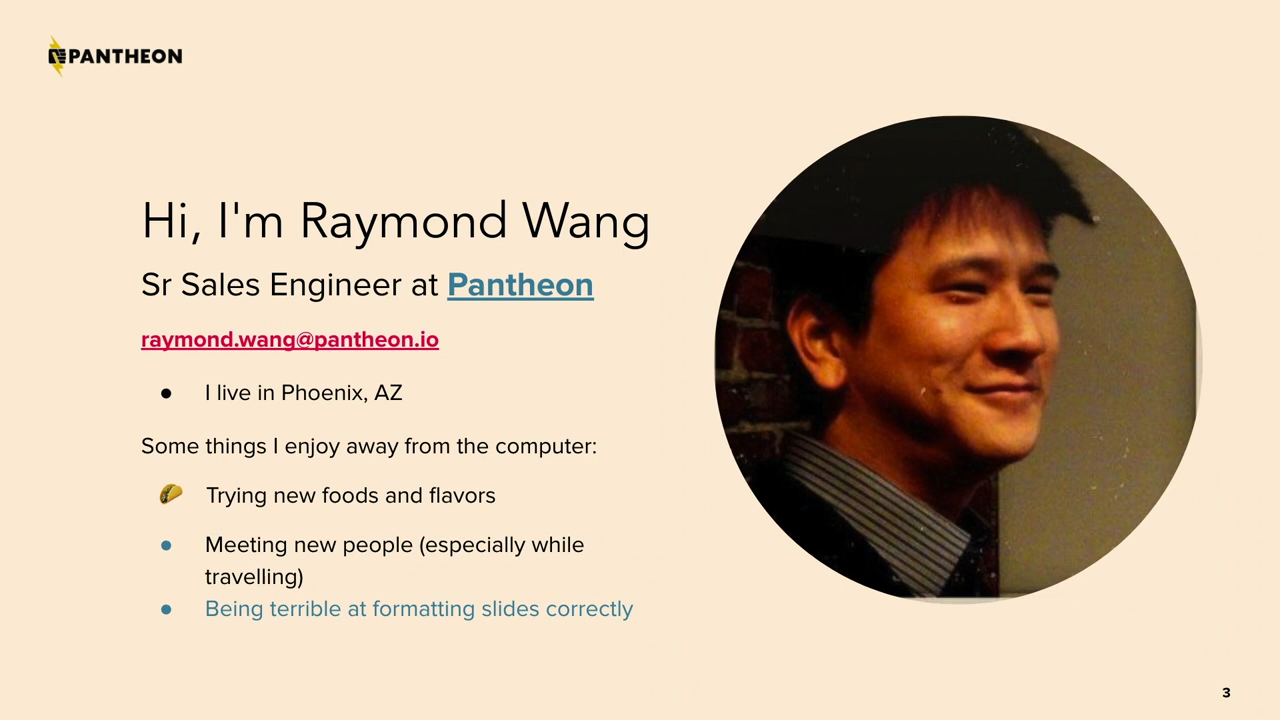 PANTHEON
Hi, I'm Raymond Wang
Sr Sales Engineer at Pantheon
raymond.wang@pantheon.io
● I live in Phoenix, AZ
Some things I enjoy away from the computer:
🌮 Trying new foods and flavors
● Meeting new people (especially while
travelling)
● Being terrible at formatting slides correctly
3